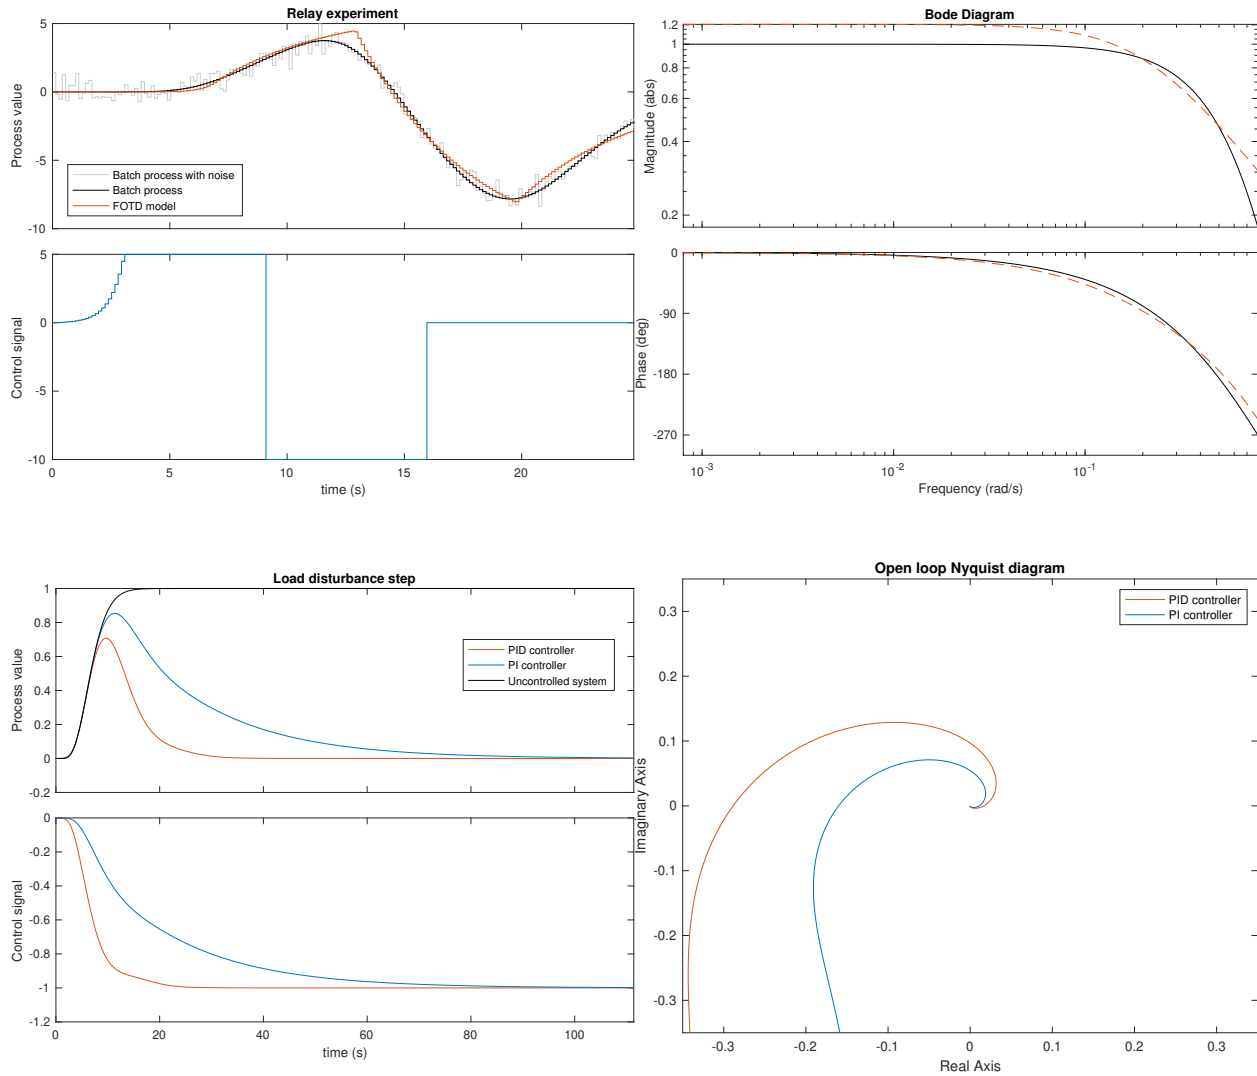 Relay experiment
5
0
-5
-10
Process value
Batch process with noise
Batch process
FOTD model
5
0
-5
-10
Control signal
0
5
10
15
20
time (s)
Bode Diagram
1.2
1
0.8
0.6
0.4
0.2
Magnitude (abs)
0
-90
-180
-270
Phase (deg)
10-3
10-2
10-1
Frequency (rad/s)
Load disturbance step
1
0.8
0.6
0.4
0.2
0
-0.2
Process value
PID controller
PI controller
Uncontrolled system
0
-0.2
-0.4
-0.6
-0.8
-1
-1.2
Control signal
0
20
40
60
80
100
time (s)
Open loop Nyquist diagram
PID controller
PI controller
0.3
0.2
0.1
0
-0.1
-0.2
-0.3
Imaginary Axis
-0.3
-0.2
-0.1
0
0.1
0.2
0.3
Real Axis